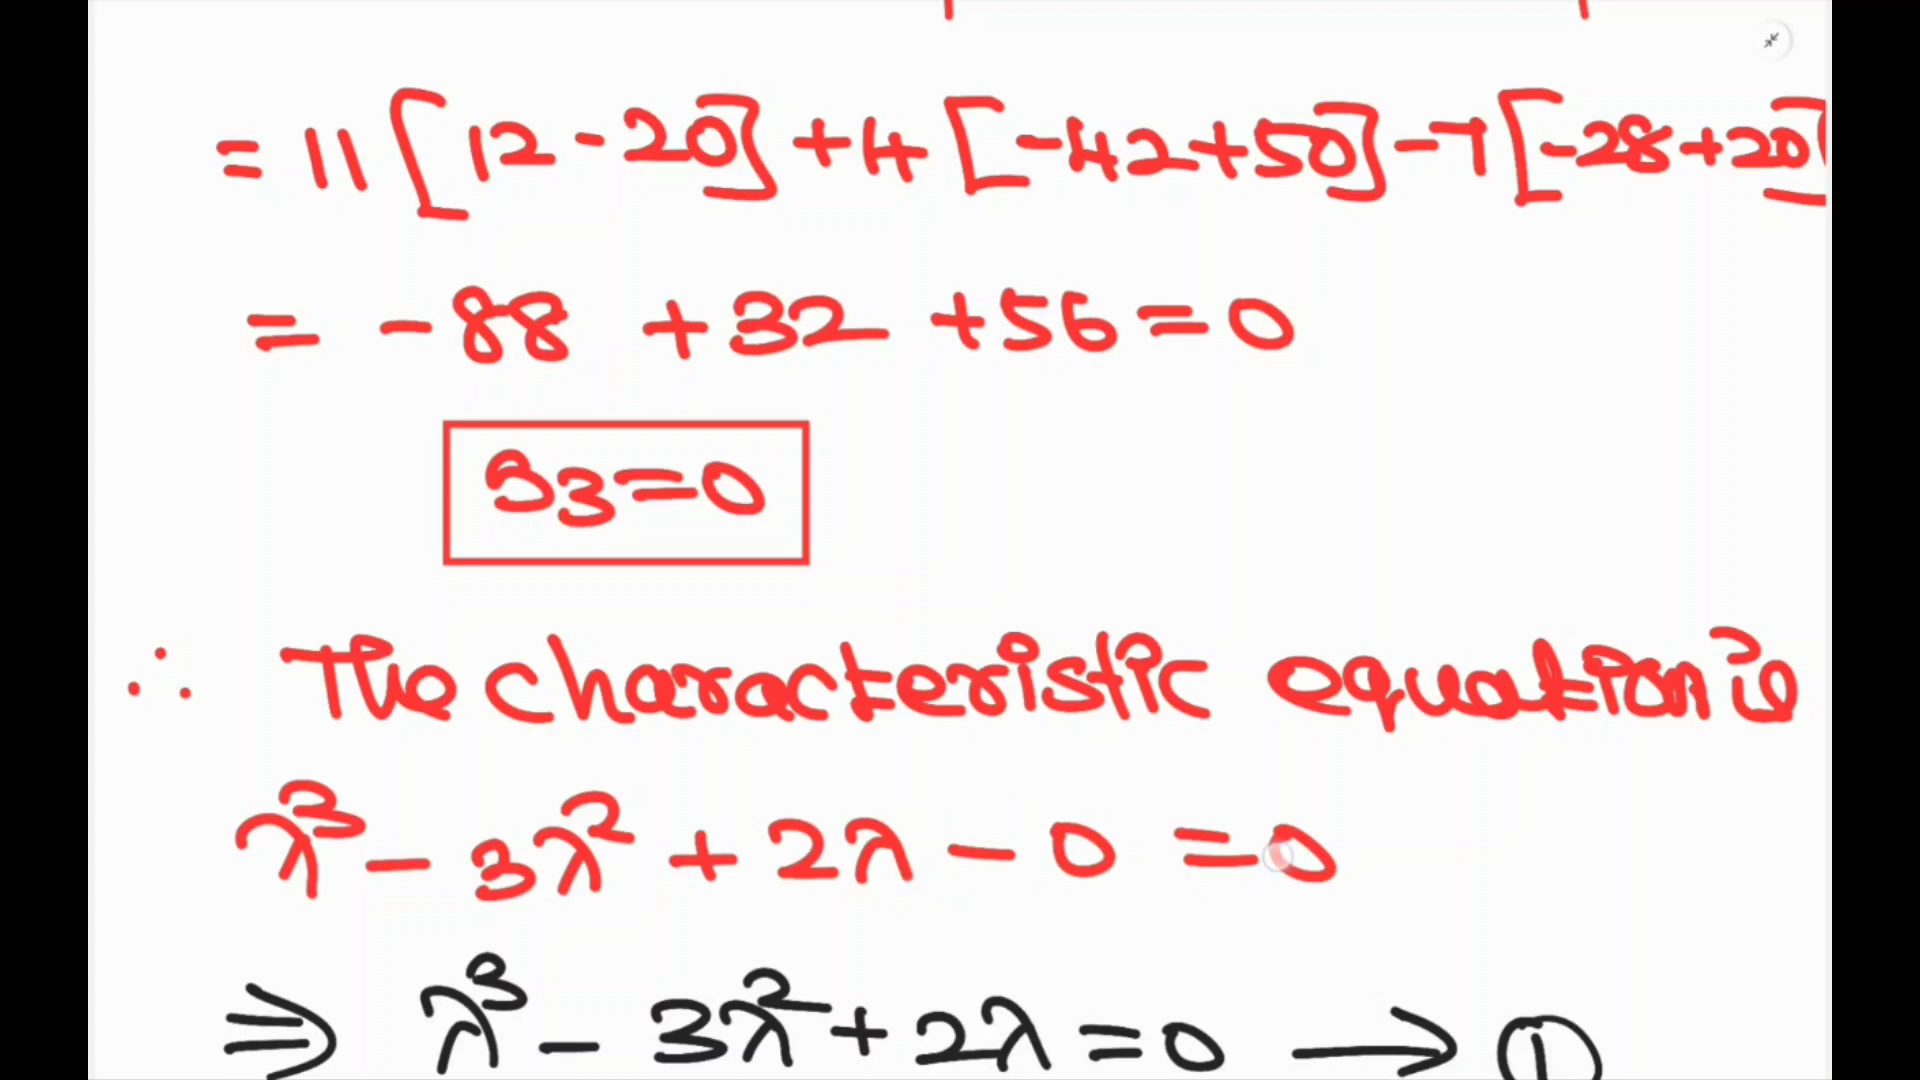 = 11 [12 - 20] + 4 [-42 + 50] - 7 [-28 + 20]
= -88 + 32 + 56 = 0
S3 = 0
∴ The characteristic equation is
λ³ - 3λ² + 2λ - 0 = 0
⇒ λ³ - 3λ² + 2λ = 0 → ①